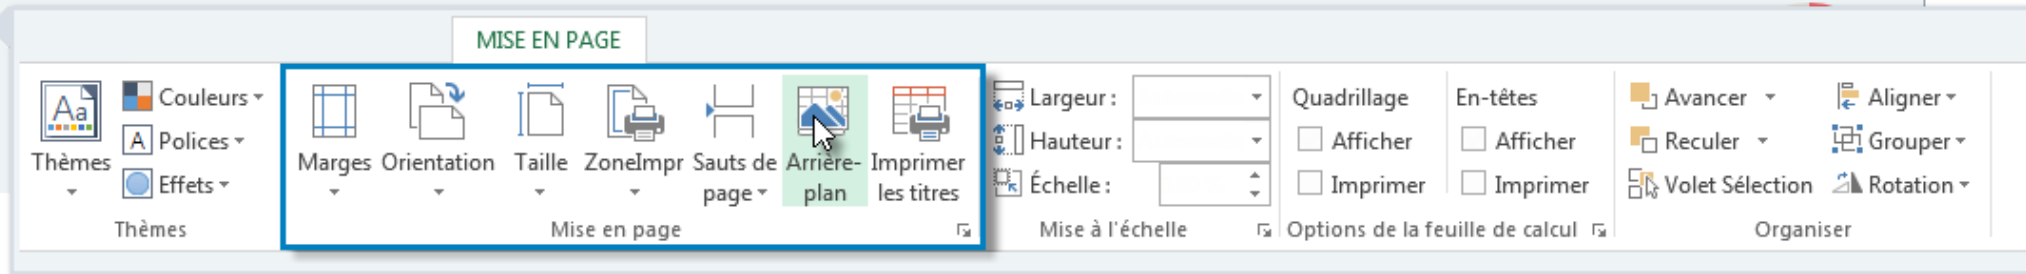 MISE EN PAGE
Aa
Thèmes
Couleurs
A Polices
Effets
Thèmes
Marges
Orientation
Taille
ZoneImpr
Sauts de
page
Arrière-
plan
Imprimer
les titres
Mise en page
Largeur :
Hauteur :
Échelle :
Mise à l'échelle
Quadrillage
Afficher
Imprimer
En-têtes
Afficher
Imprimer
Options de la feuille de calcul
Avancer
Reculer
Volet Sélection
Aligner
Grouper
Rotation
Organiser